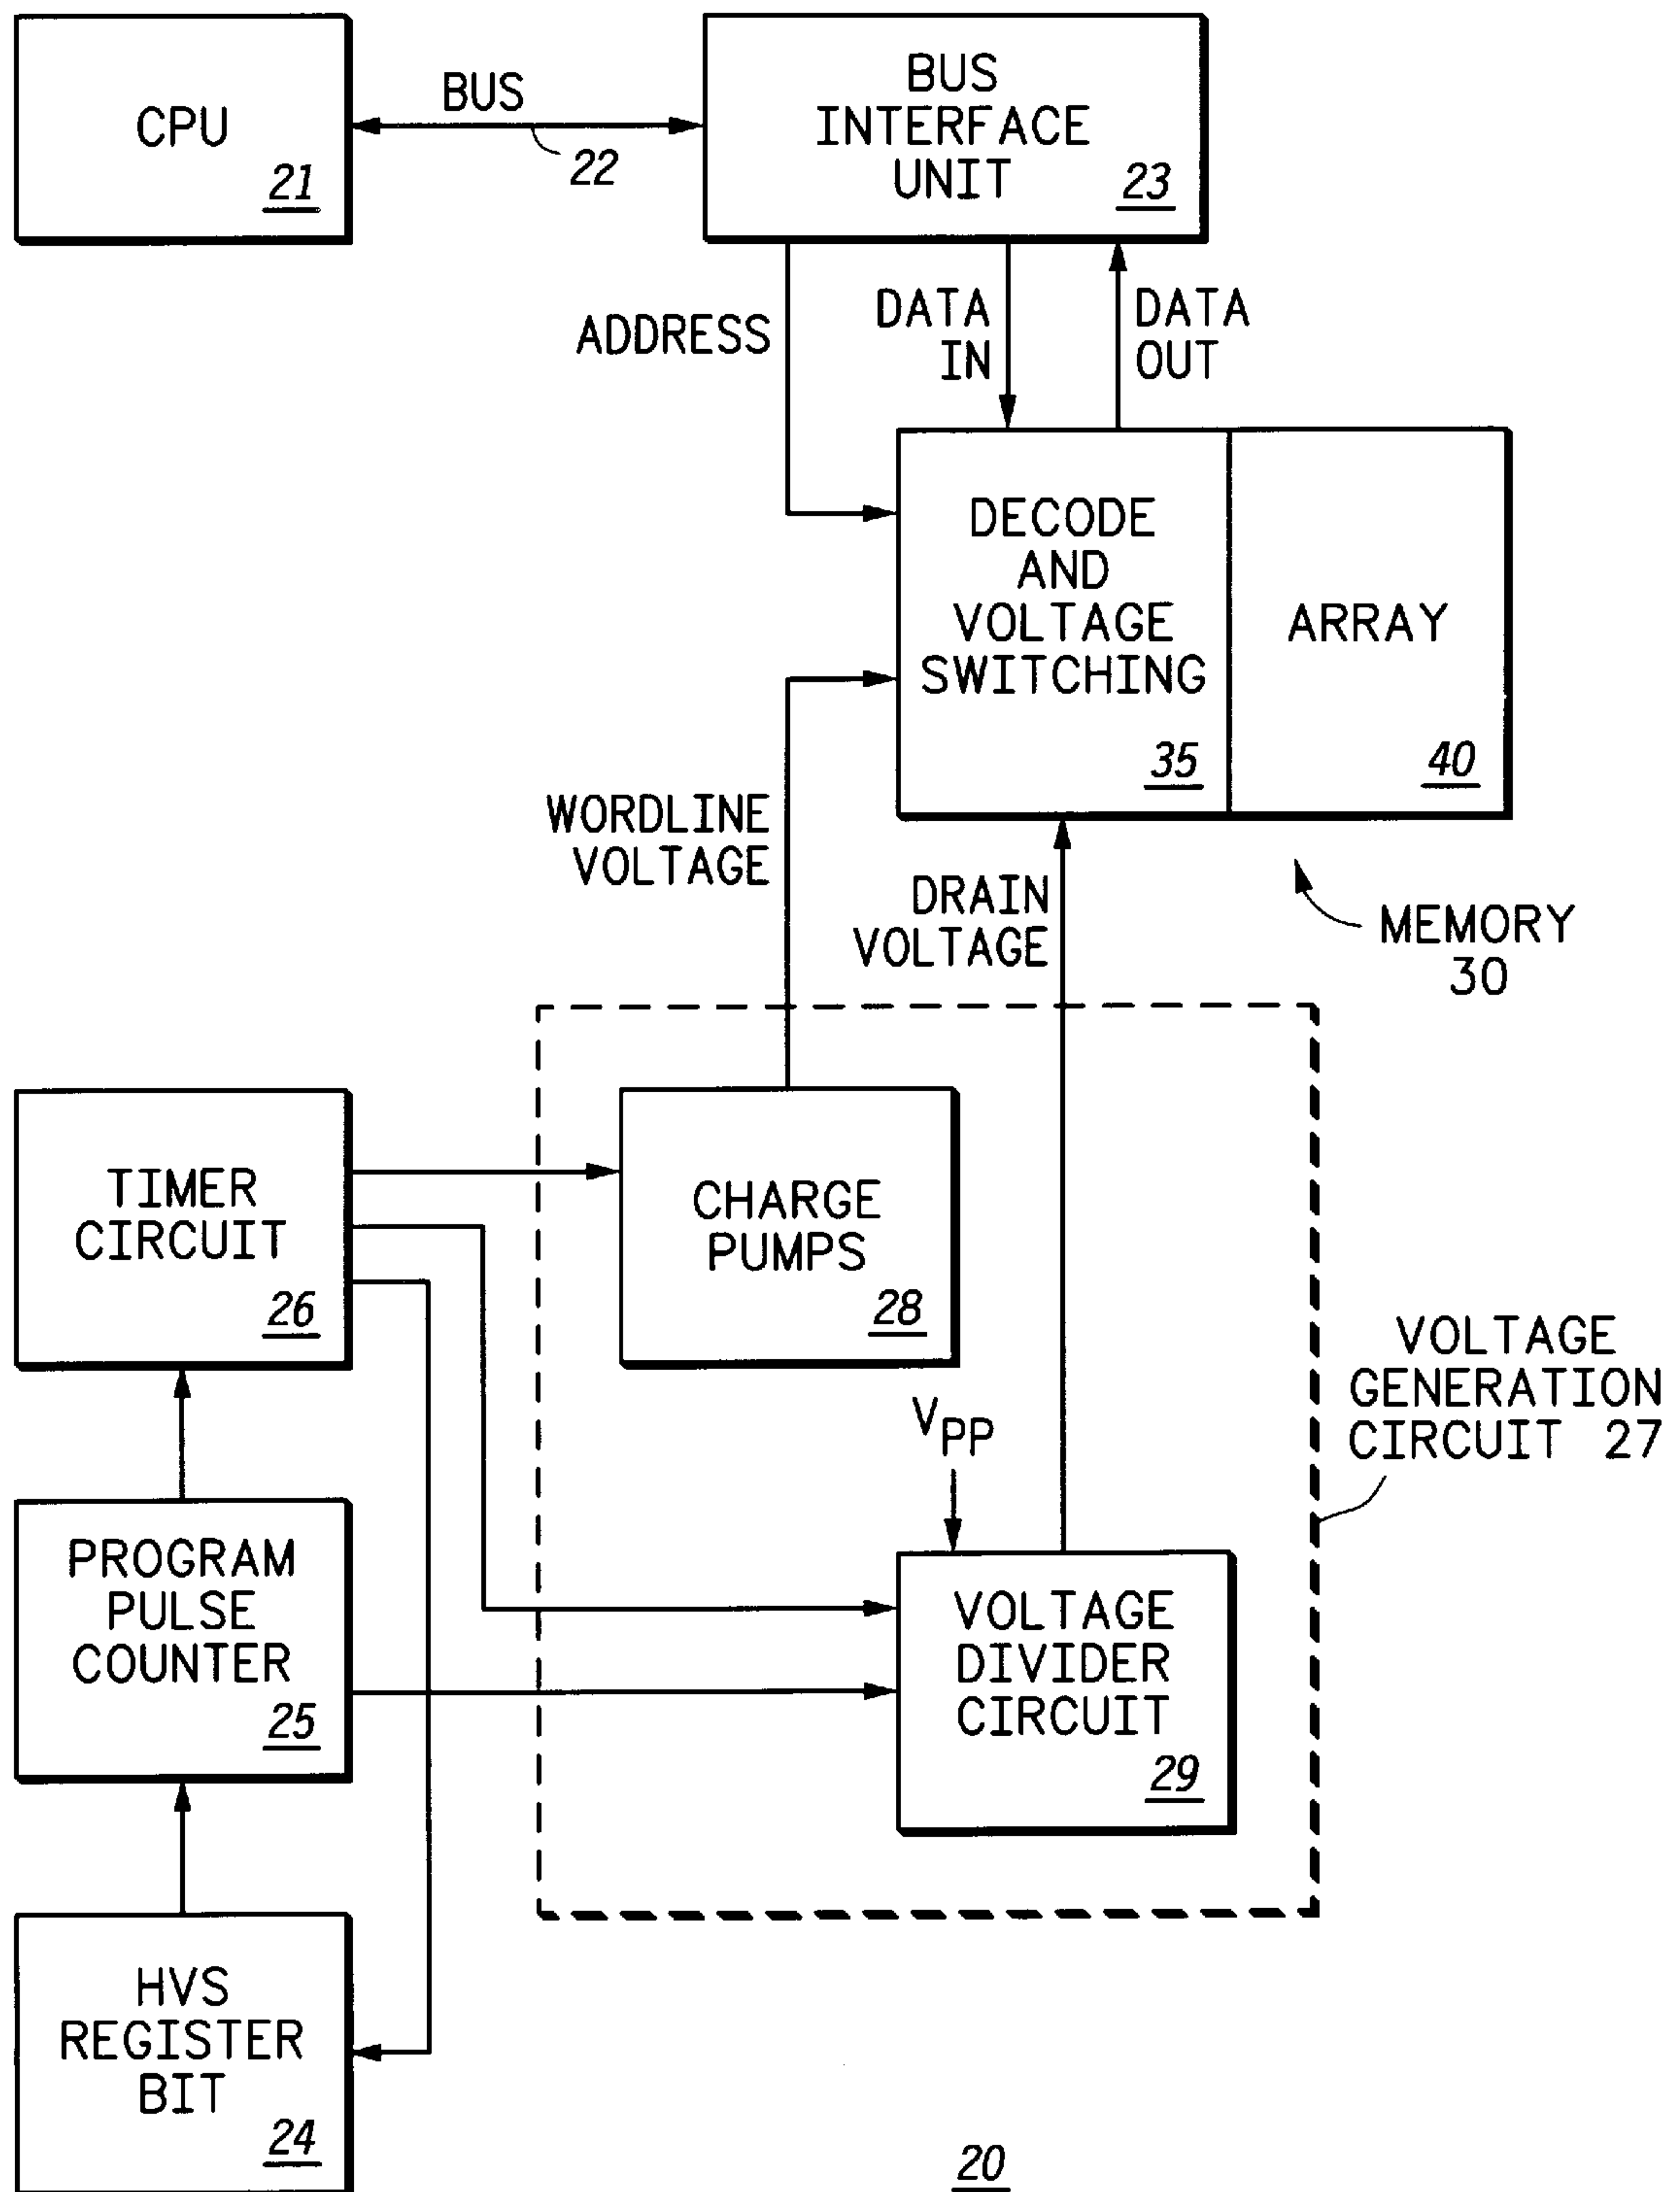 CPU
21
BUS
22
BUS
INTERFACE
UNIT
23
ADDRESS
DATA
IN
DATA
OUT
DECODE
AND
VOLTAGE
SWITCHING
35
ARRAY
40
WORDLINE
VOLTAGE
DRAIN
VOLTAGE
MEMORY
30
TIMER
CIRCUIT
26
CHARGE
PUMPS
28
VOLTAGE
GENERATION
CIRCUIT 27
VPP
PROGRAM
PULSE
COUNTER
25
VOLTAGE
DIVIDER
CIRCUIT
29
HVS
REGISTER
BIT
24
20